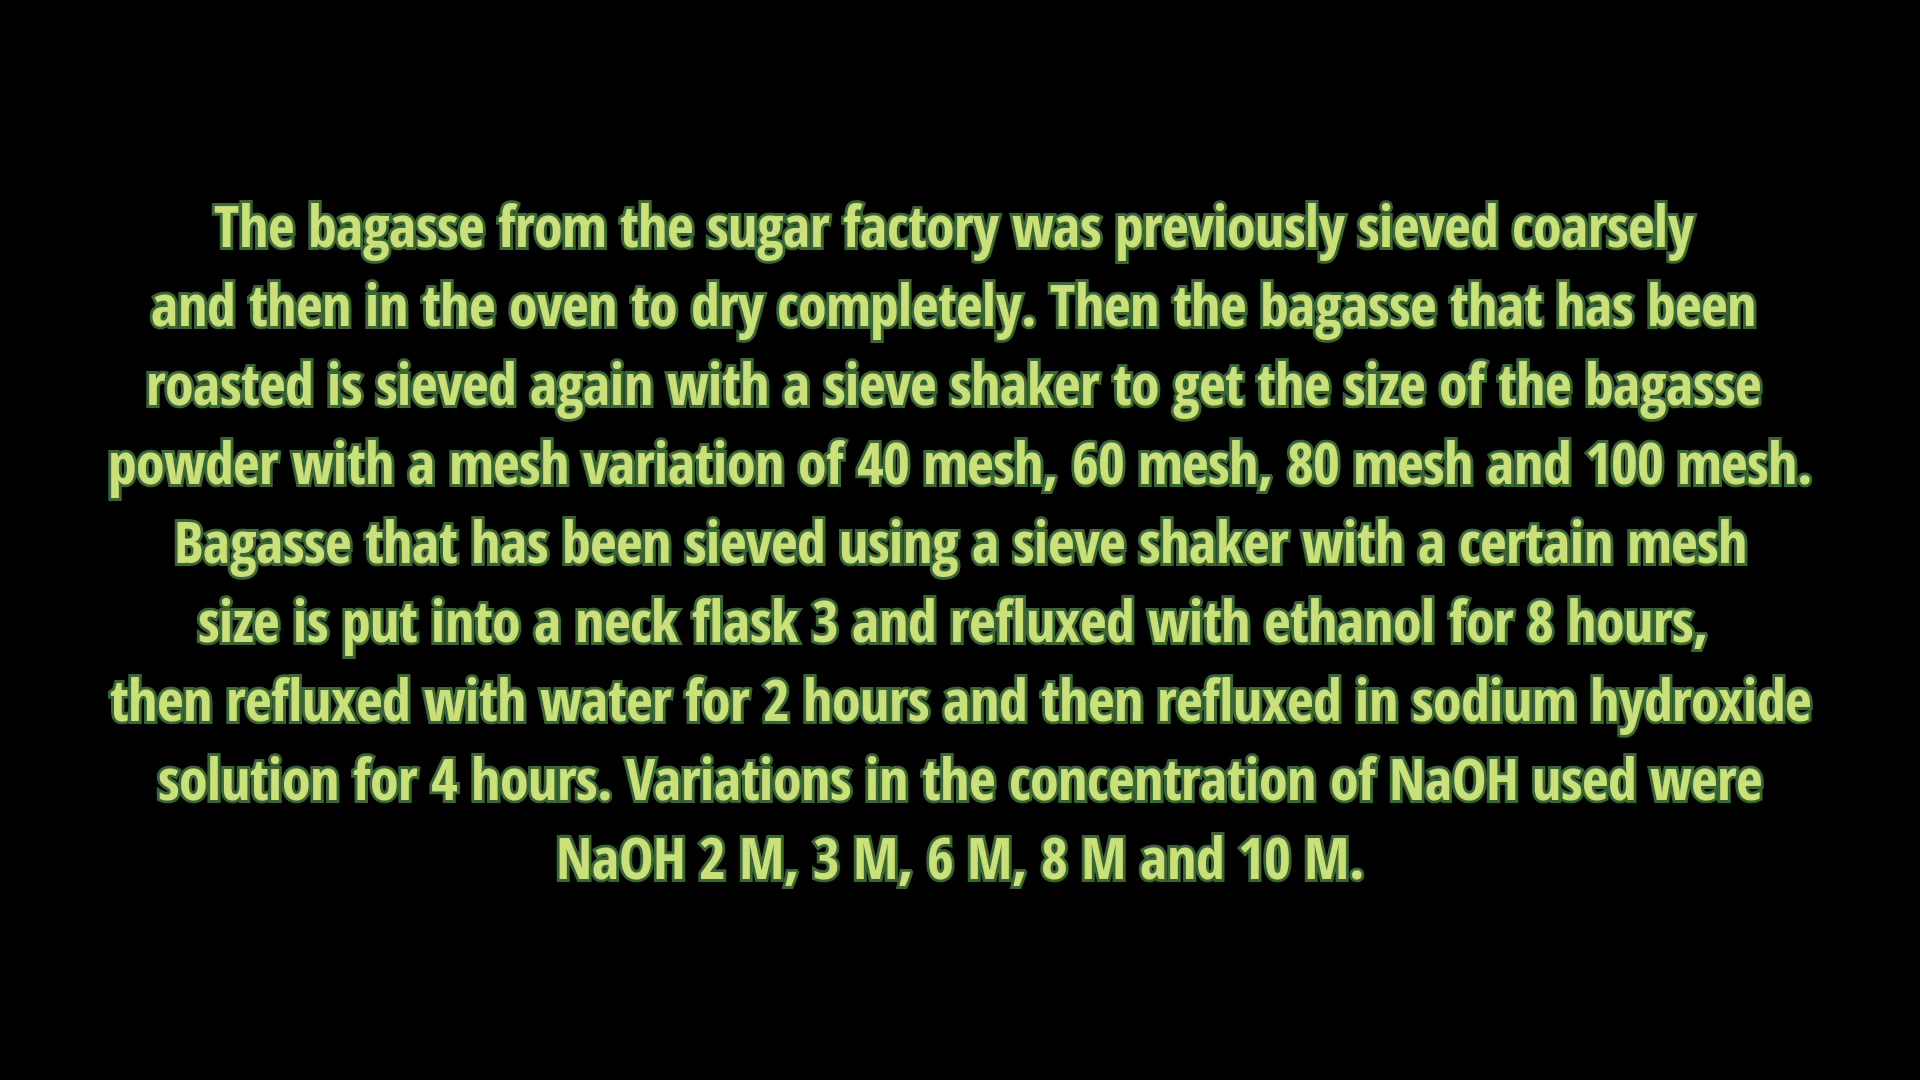 The bagasse from the sugar factory was previously sieved coarsely
and then in the oven to dry completely. Then the bagasse that has been
roasted is sieved again with a sieve shaker to get the size of the bagasse
powder with a mesh variation of 40 mesh, 60 mesh, 80 mesh and 100 mesh.
Bagasse that has been sieved using a sieve shaker with a certain mesh
size is put into a neck flask 3 and refluxed with ethanol for 8 hours,
then refluxed with water for 2 hours and then refluxed in sodium hydroxide
solution for 4 hours. Variations in the concentration of NaOH used were
NaOH 2 M, 3 M, 6 M, 8 M and 10 M.